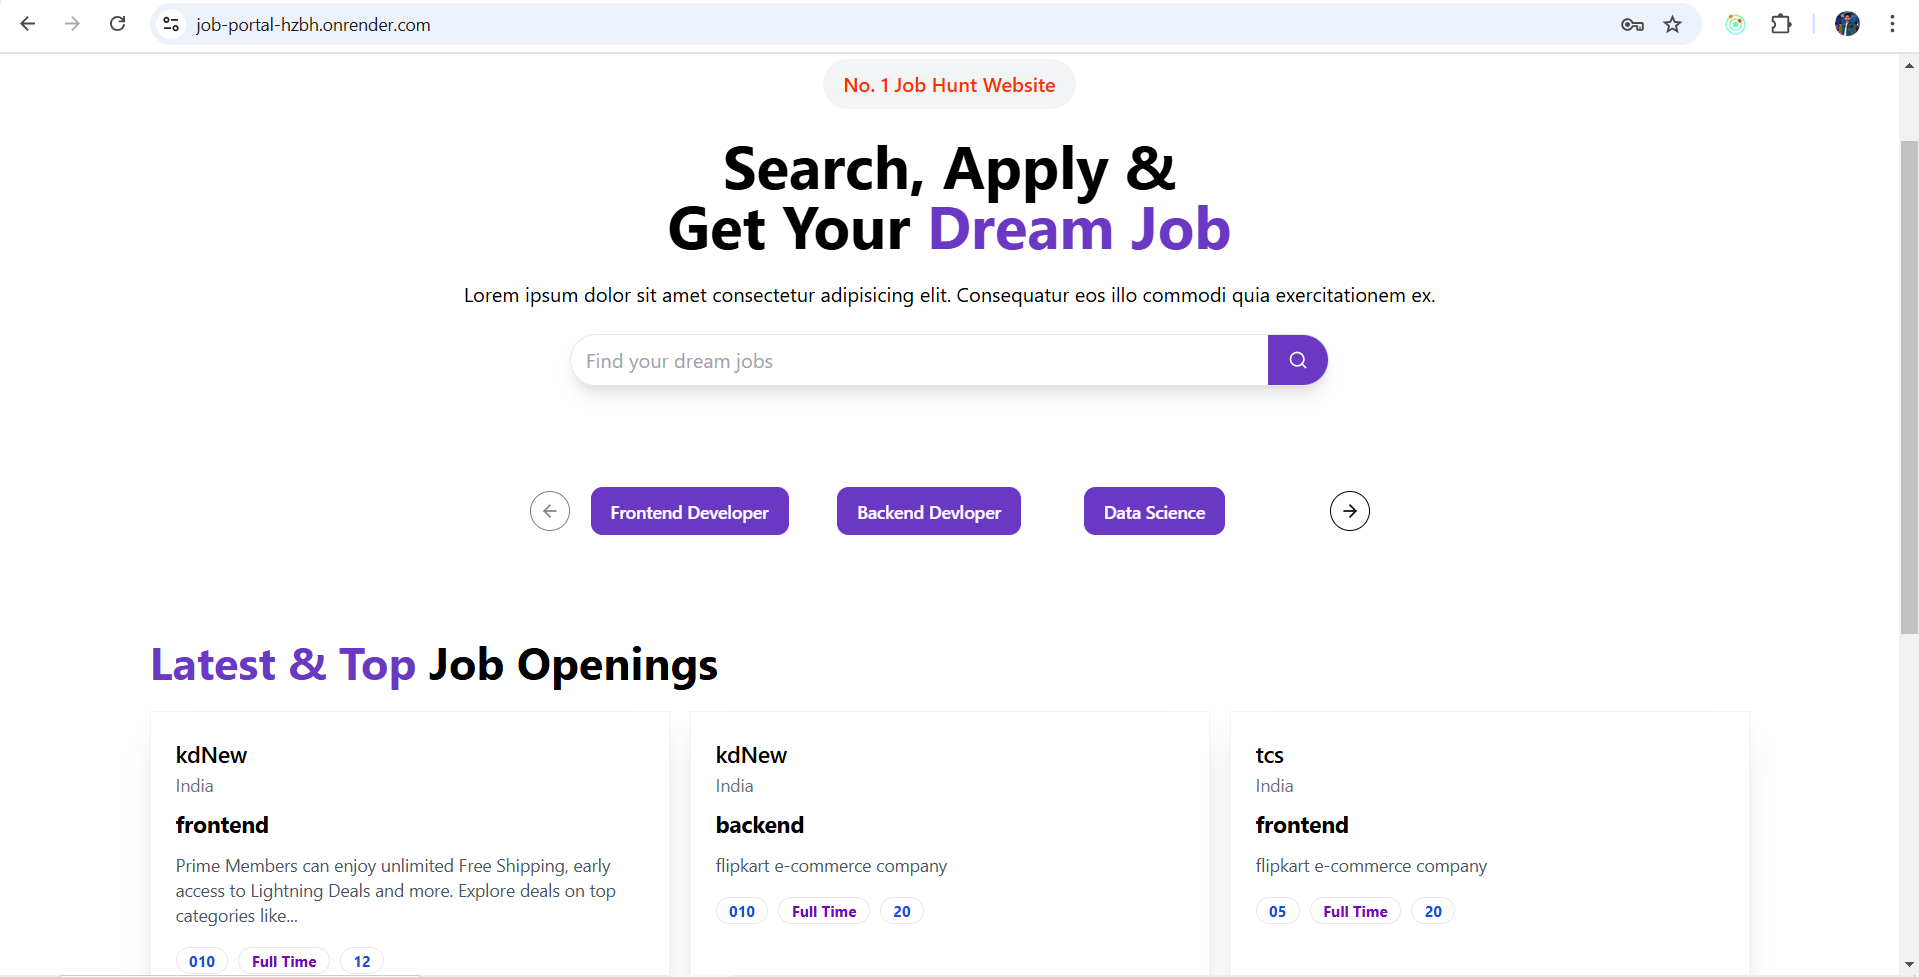 job-portal-hzbh.onrender.com
No. 1 Job Hunt Website
Search, Apply &
Get Your Dream Job
Lorem ipsum dolor sit amet consectetur adipisicing elit. Consequatur eos illo commodi quia exercitationem ex.
Find your dream jobs
Frontend Developer
Backend Devloper
Data Science
Latest & Top Job Openings
kdNew
India
frontend
Prime Members can enjoy unlimited Free Shipping, early
access to Lightning Deals and more. Explore deals on top
categories like...
010 Full Time 12
kdNew
India
backend
flipkart e-commerce company
010 Full Time 20
tcs
India
frontend
flipkart e-commerce company
05 Full Time 20